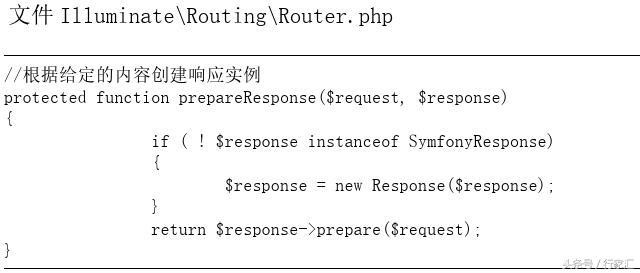 文件 Illuminate\Routing\Router.php
//根据给定的内容创建响应实例
protected function prepareResponse($request, $response)
{
if ( ! $response instanceof SymfonyResponse)
{
$response = new Response($response);
}
return $response->prepare($request);
}
头条号／行家汇